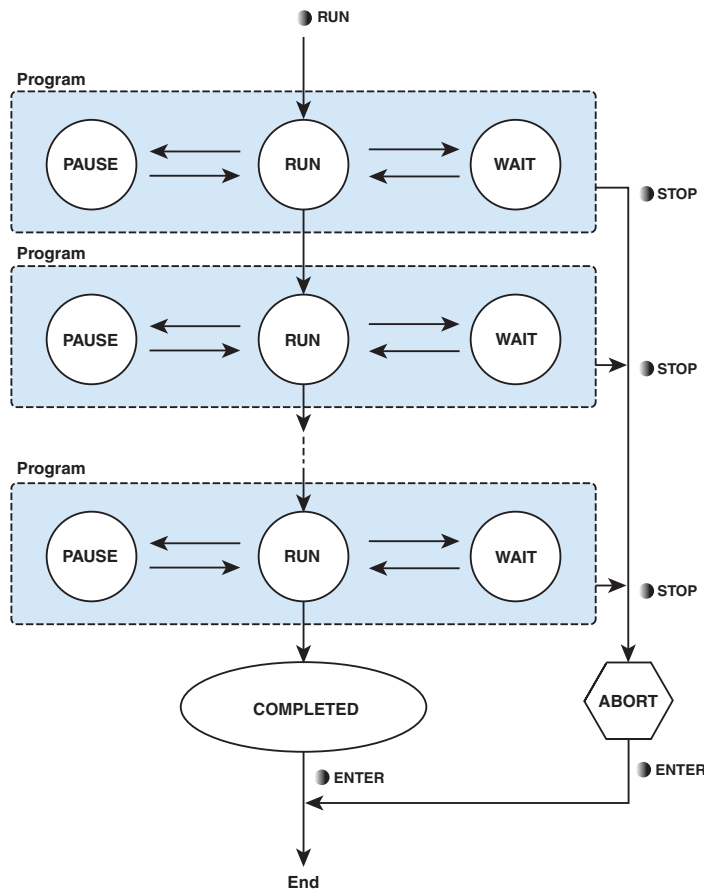 RUN
Program
PAUSE
RUN
WAIT
STOP
Program
PAUSE
RUN
WAIT
STOP
Program
PAUSE
RUN
WAIT
STOP
COMPLETED
ABORT
ENTER
ENTER
End